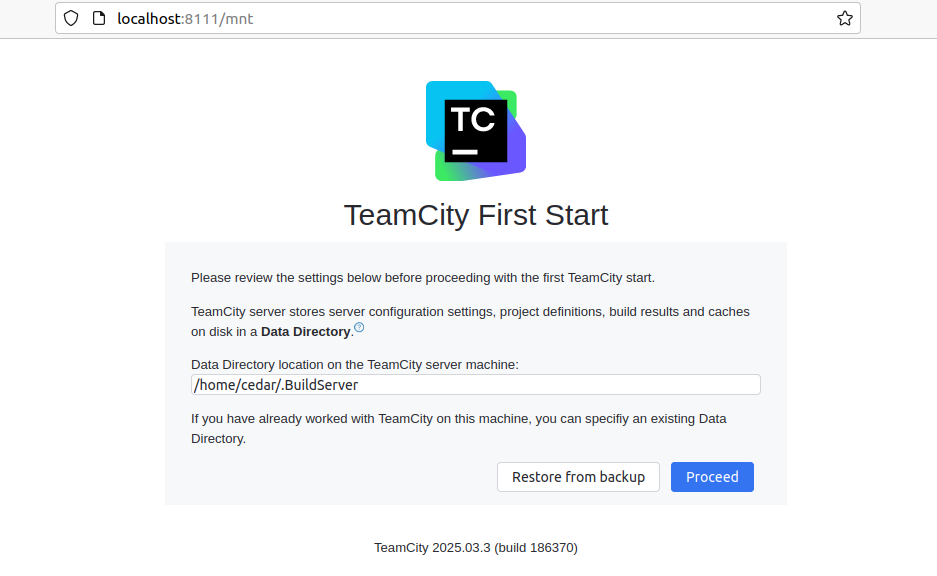 localhost:8111/mnt
TC
TeamCity First Start
Please review the settings below before proceeding with the first TeamCity start.
TeamCity server stores server configuration settings, project definitions, build results and caches
on disk in a Data Directory.?
Data Directory location on the TeamCity server machine:
/home/cedar/.BuildServer
If you have already worked with TeamCity on this machine, you can specifiy an existing Data
Directory.
Restore from backup Proceed
TeamCity 2025.03.3 (build 186370)